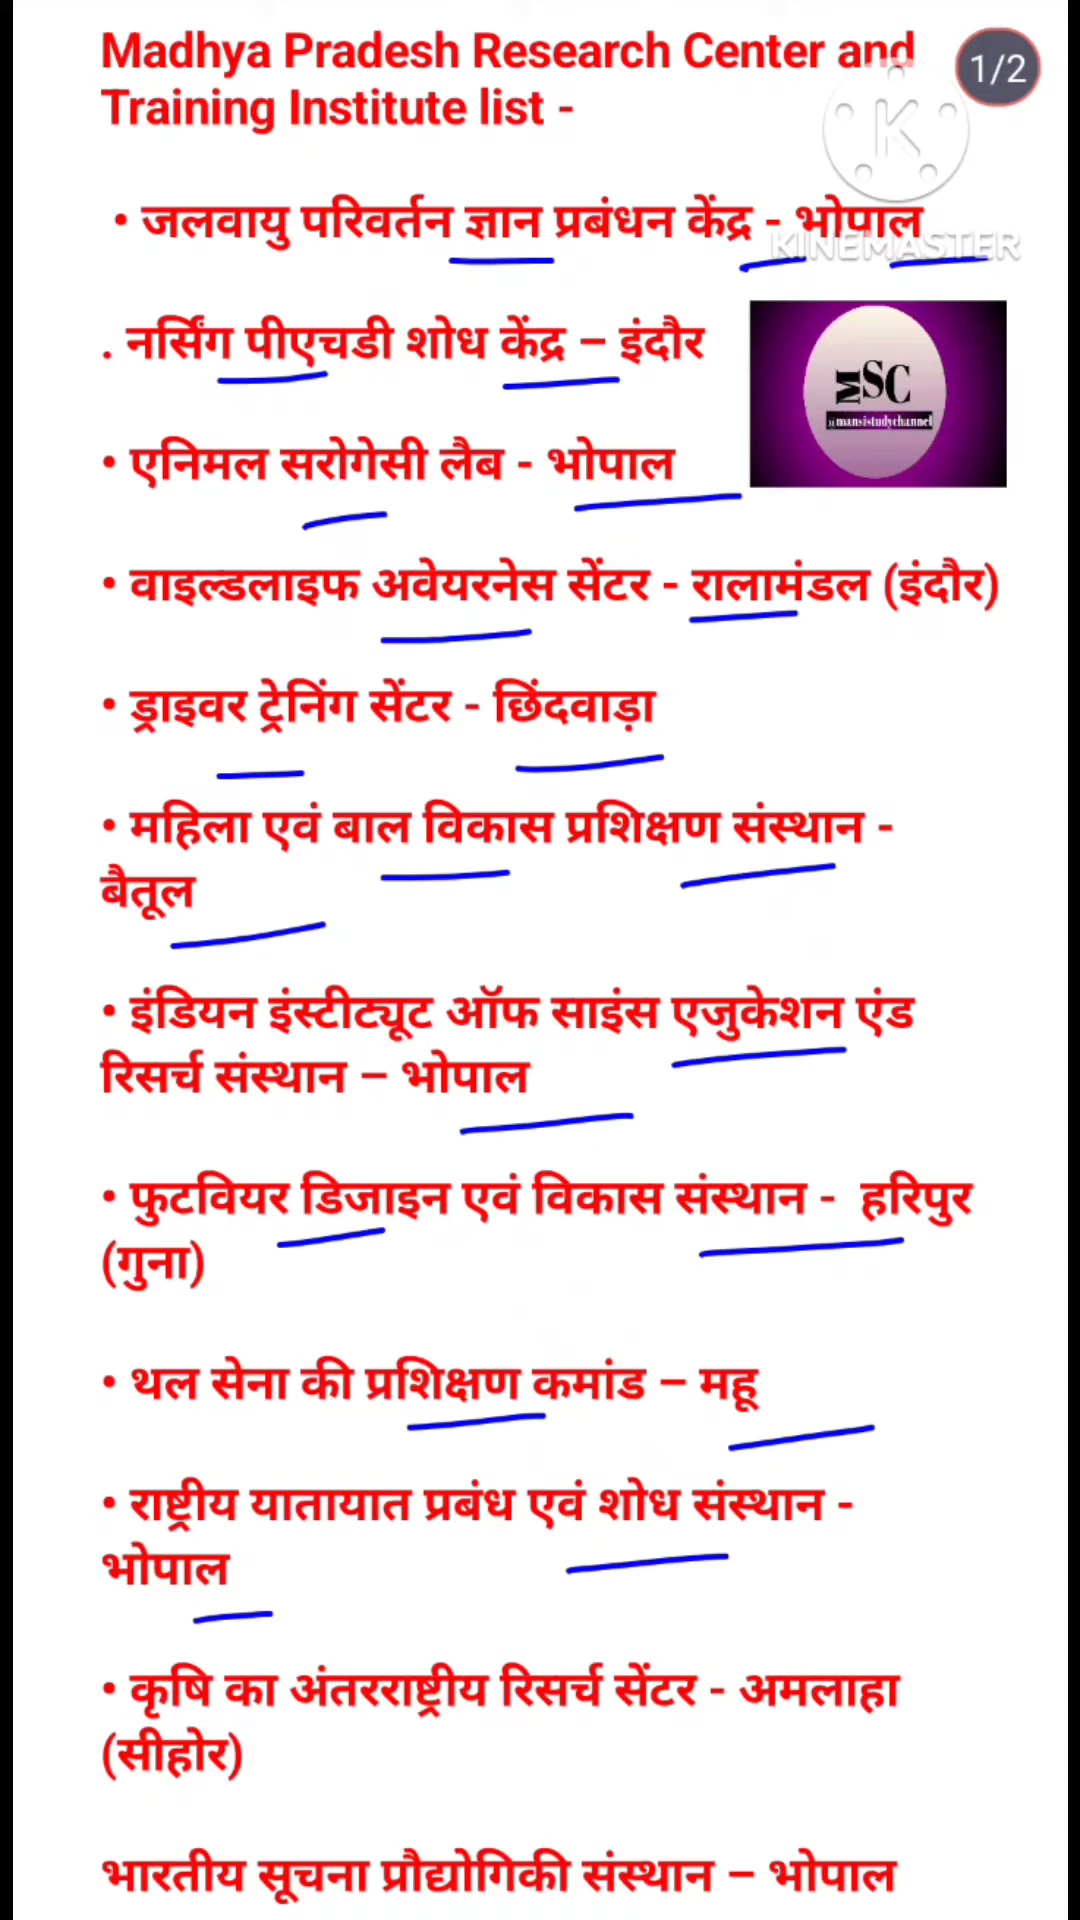 Madhya Pradesh Research Center and
Training Institute list -
1/2
K
KINEMASTER
• जलवायु परिवर्तन ज्ञान प्रबंधन केंद्र - भोपाल
. नर्सिंग पीएचडी शोध केंद्र – इंदौर
MSC
@mansistudychannel
• एनिमल सरोगेसी लैब - भोपाल
• वाइल्डलाइफ अवेयरनेस सेंटर - रालामंडल (इंदौर)
• ड्राइवर ट्रेनिंग सेंटर - छिंदवाड़ा
• महिला एवं बाल विकास प्रशिक्षण संस्थान -
बैतूल
• इंडियन इंस्टीट्यूट ऑफ साइंस एजुकेशन एंड
रिसर्च संस्थान – भोपाल
• फुटवियर डिजाइन एवं विकास संस्थान - हरिपुर
(गुना)
• थल सेना की प्रशिक्षण कमांड – महू
• राष्ट्रीय यातायात प्रबंध एवं शोध संस्थान -
भोपाल
• कृषि का अंतरराष्ट्रीय रिसर्च सेंटर - अमलाहा
(सीहोर)
भारतीय सूचना प्रौद्योगिकी संस्थान – भोपाल